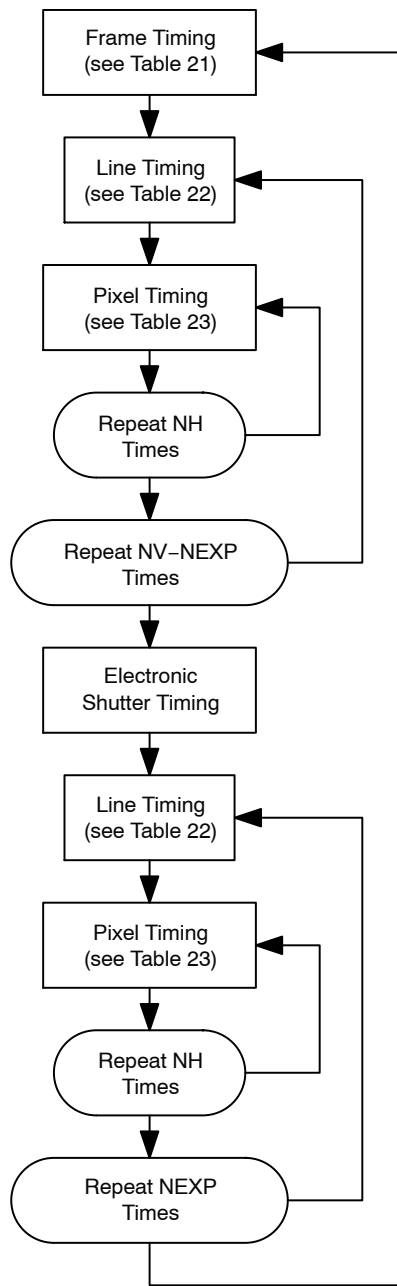 Frame Timing
(see Table 21)
Line Timing
(see Table 22)
Pixel Timing
(see Table 23)
Repeat NH
Times
Repeat NV−NEXP
Times
Electronic
Shutter Timing
Line Timing
(see Table 22)
Pixel Timing
(see Table 23)
Repeat NH
Times
Repeat NEXP
Times